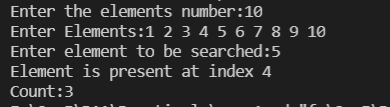 Enter the elements number:10
Enter Elements:1 2 3 4 5 6 7 8 9 10
Enter element to be searched:5
Element is present at index 4
Count:3